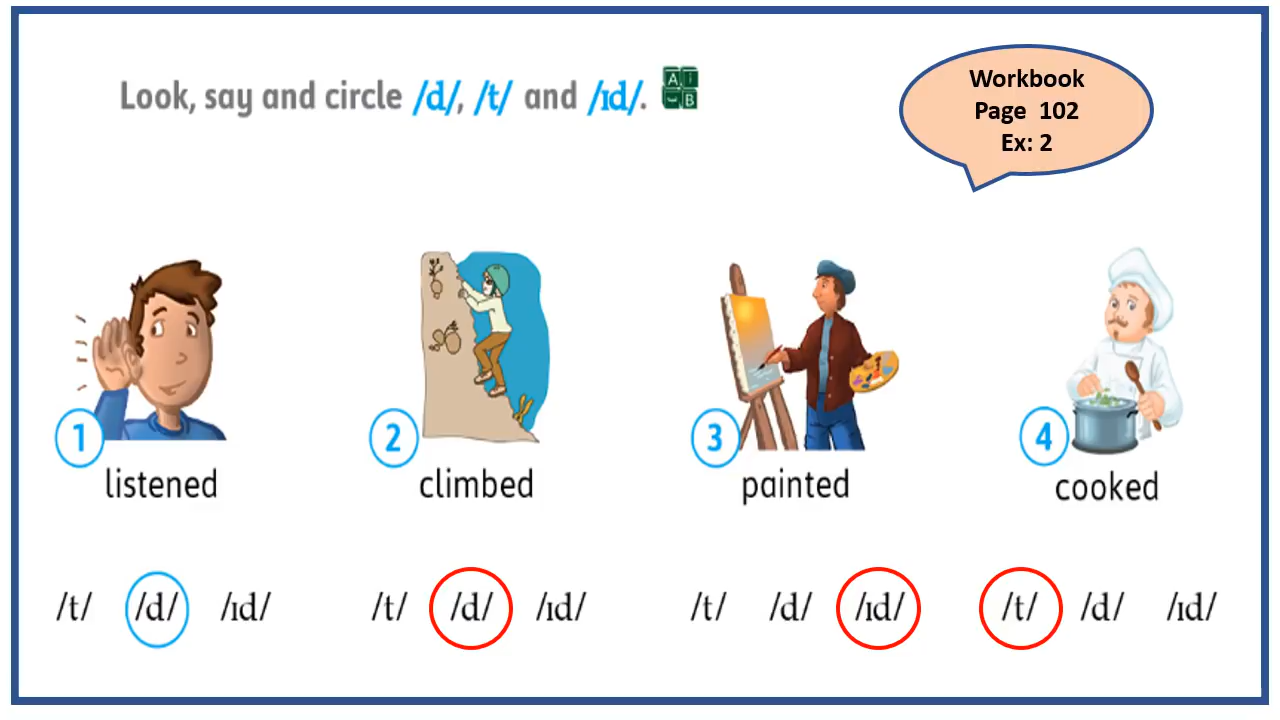 Look, say and circle /d/, /t/ and /ɪd/.
A B
Workbook
Page 102
Ex: 2
1 2 3 4
listened climbed painted cooked
/t/ /d/ /ɪd/ /t/ /d/ /ɪd/ /t/ /d/ /ɪd/ /t/ /d/ /ɪd/